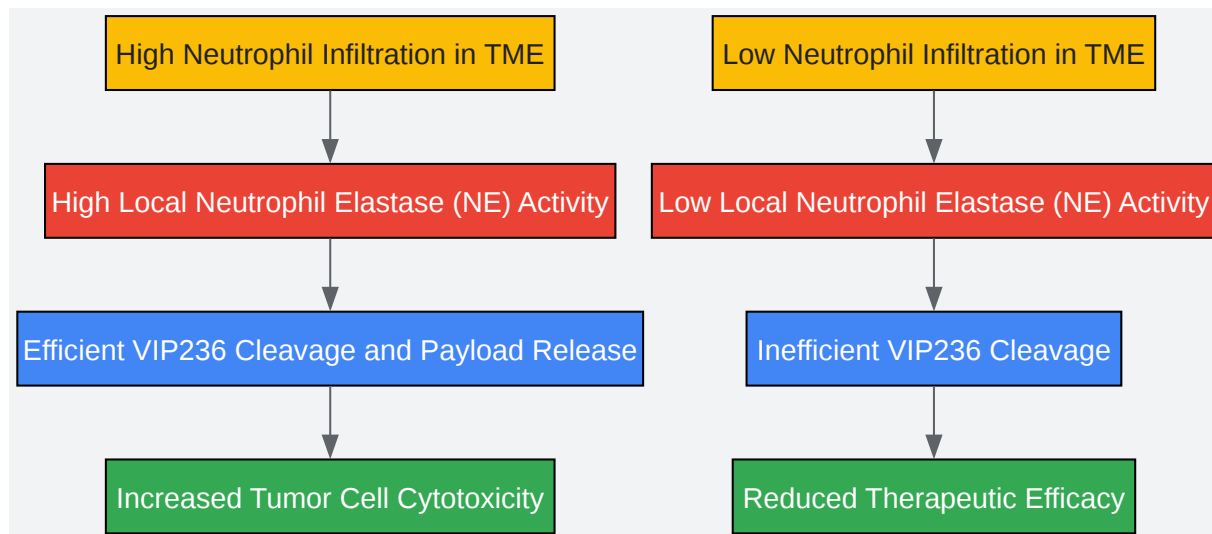 High Neutrophil Infiltration in TME
Low Neutrophil Infiltration in TME
High Local Neutrophil Elastase (NE) Activity
Low Local Neutrophil Elastase (NE) Activity
Efficient VIP236 Cleavage and Payload Release
Inefficient VIP236 Cleavage
Increased Tumor Cell Cytotoxicity
Reduced Therapeutic Efficacy